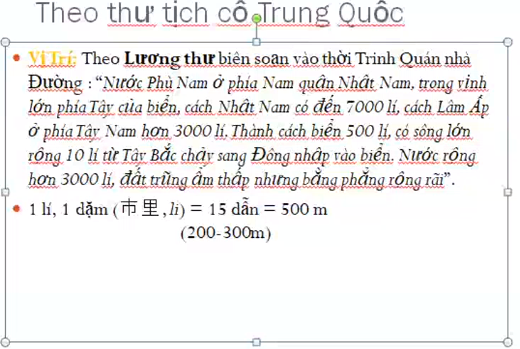 Theo thư tịch cổ Trung Quốc
Vị Trí: Theo Lương thư biên soạn vào thời Trinh Quán nhà
Đường : “Nước Phù Nam ở phía Nam quận Nhật Nam, trong vịnh
lớn phía Tây của biển, cách Nhật Nam có đến 7000 lí, cách Lâm Ấp
ở phía Tây Nam hơn 3000 lí. Thành cách biển 500 lí, có sông lớn
rộng 10 lí từ Tây Bắc chảy sang Đông nhập vào biển. Nước rộng
hơn 3000 lí, đất trũng ẩm thấp nhưng bằng phẳng rộng rãi”.
1 lí, 1 dặm (市里, lǐ) = 15 dẫn = 500 m
(200-300m)